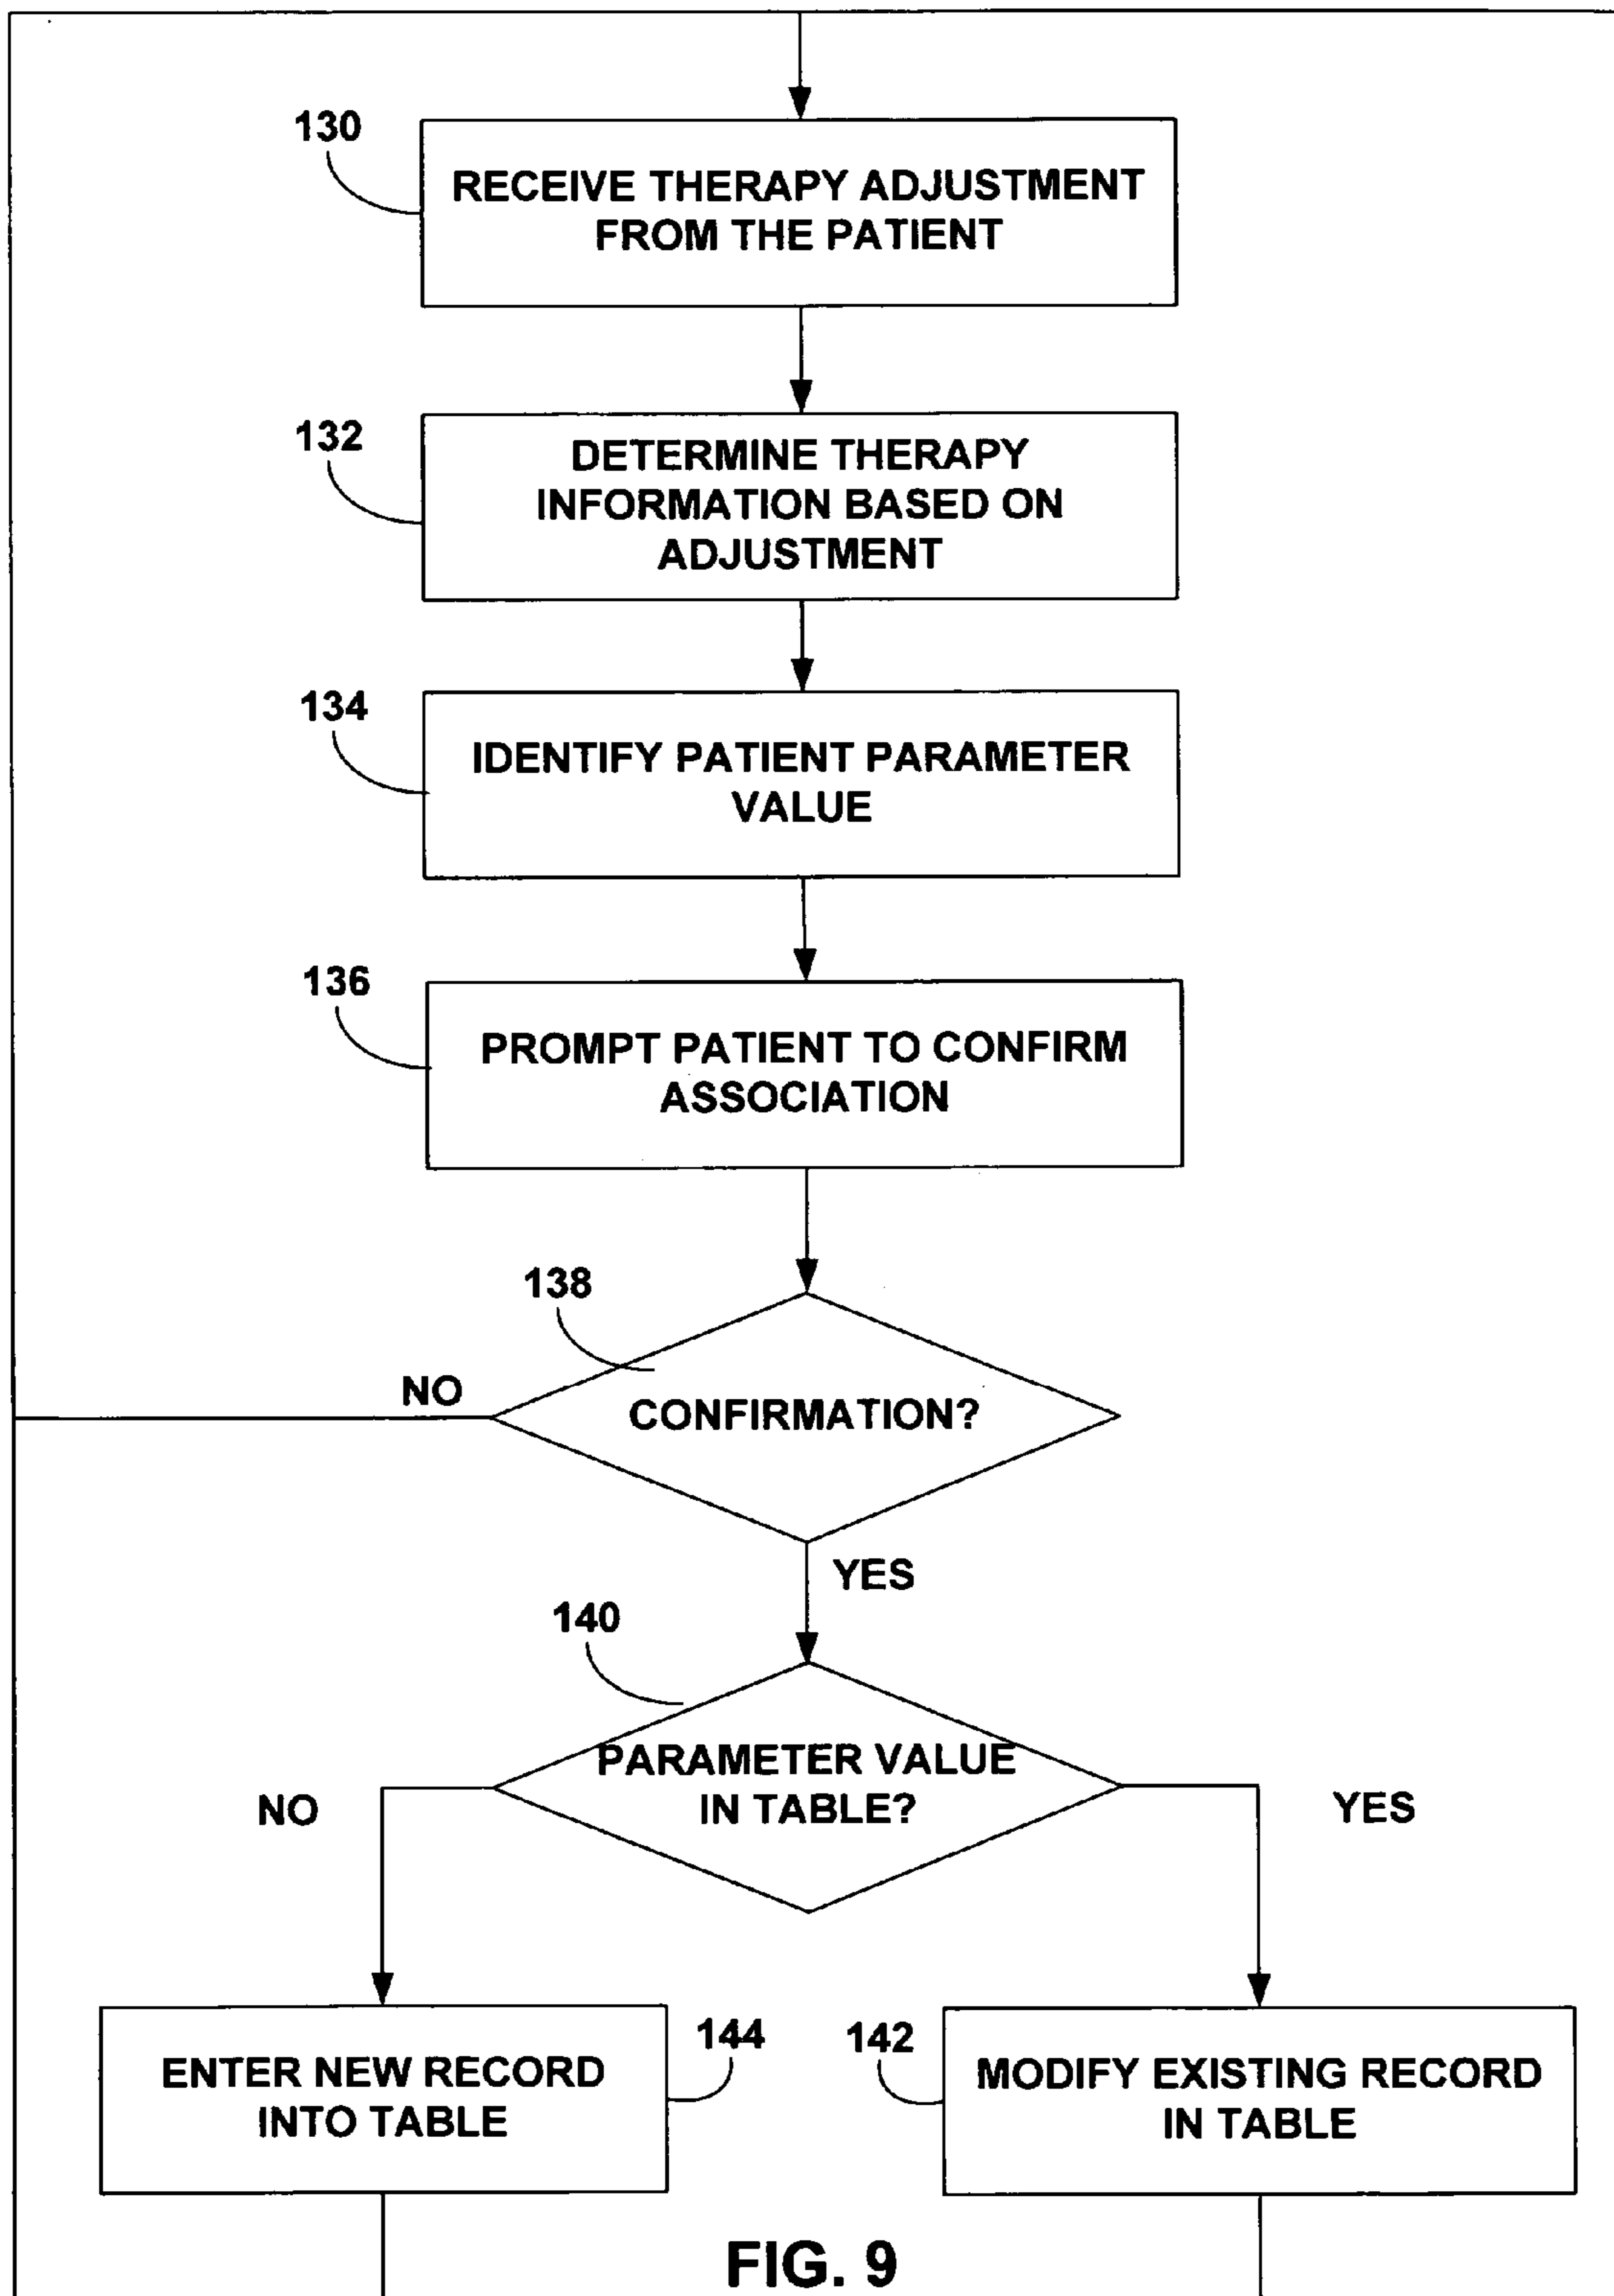 130
RECEIVE THERAPY ADJUSTMENT
FROM THE PATIENT
132
DETERMINE THERAPY
INFORMATION BASED ON
ADJUSTMENT
134
IDENTIFY PATIENT PARAMETER
VALUE
136
PROMPT PATIENT TO CONFIRM
ASSOCIATION
138
NO
CONFIRMATION?
YES
140
PARAMETER VALUE
IN TABLE?
NO
YES
144
142
ENTER NEW RECORD
INTO TABLE
MODIFY EXISTING RECORD
IN TABLE
FIG. 9